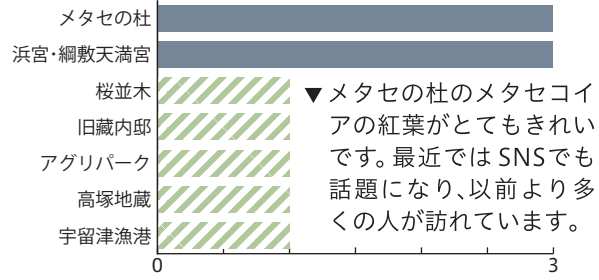 メタセの杜
浜宮・綱敷天満宮
桜並木
旧藏内邸
アグリパーク
高塚地蔵
宇留津漁港
0
3
▼メタセの杜のメタセコイ
アの紅葉がとてもきれい
です。最近では SNSでも
話題になり、以前より多
くの人が訪れています。